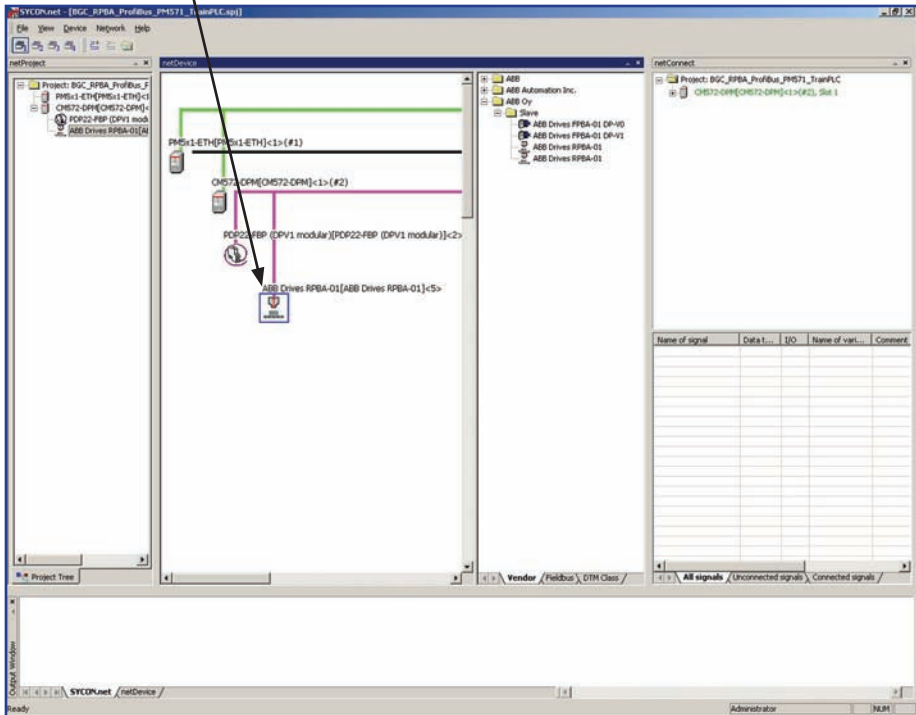 SYCON.net - [BGC_RPBA_ProfiBus_PM571_TrainPLC.spj]
File View Device Network Help
netProject
Project: BGC_RPBA_ProfiBus_F
PM5x1-ETH[PM5x1-ETH]<1
CM572-DPM[CM572-DPM]<
PDP22-FBP (DPV1 modu
ABB Drives RPBA-01[AI
Project Tree
netDevice
PM5x1-ETH[PM5x1-ETH]<1>(#1)
CM572-DPM[CM572-DPM]<1>(#2)
PDP22-FBP (DPV1 modular)[PDP22-FBP (DPV1 modular)]<2>
ABB Drives RPBA-01[ABB Drives RPBA-01]<5>
ABB
ABB Automation Inc.
ABB Oy
Slave
ABB Drives FPBA-01 DP-V0
ABB Drives FPBA-01 DP-V1
ABB Drives RPBA-01
ABB Drives RPBA-01
Vendor Fieldbus DTM Class
netConnect
Project: BGC_RPBA_ProfiBus_PM571_TrainPLC
CM572-DPM[CM572-DPM]<1>(#2), Slot 1
Name of signal Data t... I/O Name of vari... Comment
All signals Unconnected signals Connected signals
Output Window
SYCON.net netDevice
Ready Administrator NUM